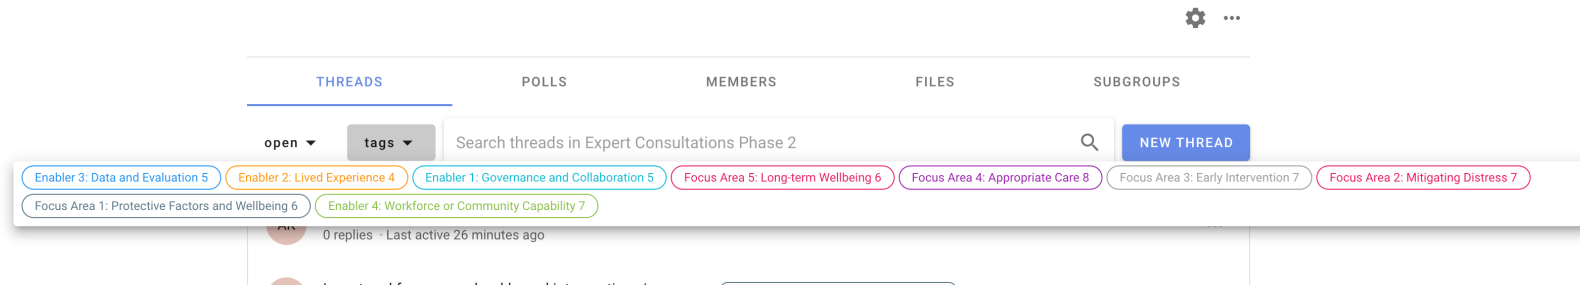 THREADS POLLS MEMBERS FILES SUBGROUPS
open tags Search threads in Expert Consultations Phase 2 NEW THREAD
Enabler 3: Data and Evaluation 5 Enabler 2: Lived Experience 4 Enabler 1: Governance and Collaboration 5 Focus Area 5: Long-term Wellbeing 6 Focus Area 4: Appropriate Care 8 Focus Area 3: Early Intervention 7 Focus Area 2: Mitigating Distress 7
Focus Area 1: Protective Factors and Wellbeing 6 Enabler 4: Workforce or Community Capability 7
0 replies · Last active 26 minutes ago